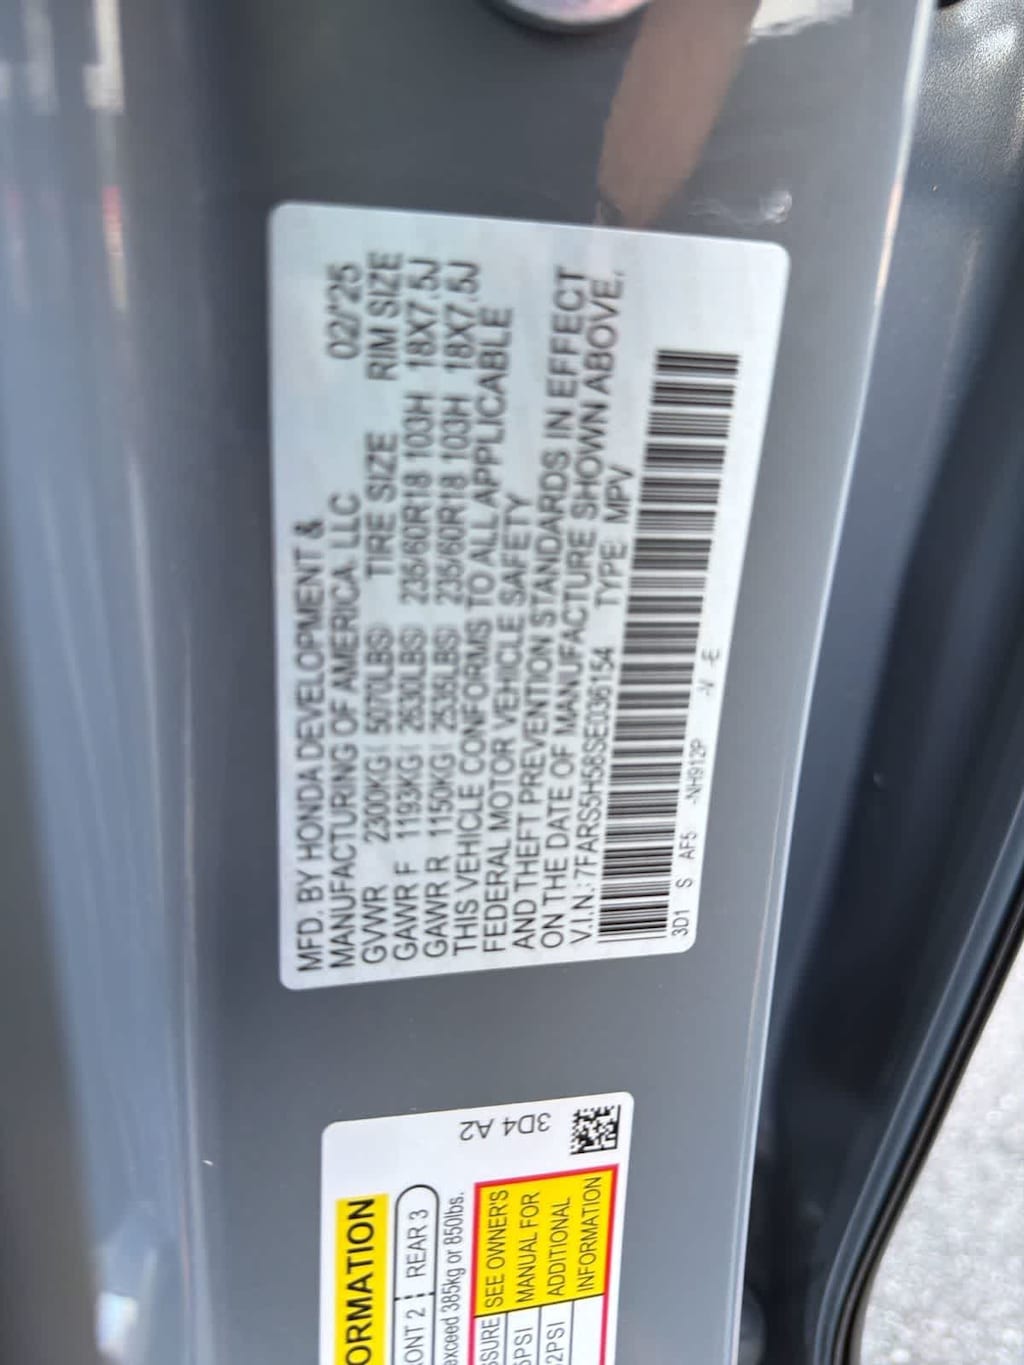 MFD. BY HONDA DEVELOPMENT &
MANUFACTURING OF AMERICA, LLC 02/'25
GVWR 2300KG ( 5070LBS) TIRE SIZE RIM SIZE
GAWR F 1193KG ( 2630LBS) 235/60R18 103H 18X7.5J
GAWR R 1150KG ( 2535LBS) 235/60R18 103H 18X7.5J
THIS VEHICLE CONFORMS TO ALL APPLICABLE
FEDERAL MOTOR VEHICLE SAFETY
AND THEFT PREVENTION STANDARDS IN EFFECT
ON THE DATE OF MANUFACTURE SHOWN ABOVE.
V.I.N.: 7FARS5H58SE036154 TYPE: MPV
3D1 S AF5 -NH912P -V -E
3D4 A2
ORMATION
ONT 2 REAR 3
exceed 385kg or 850lbs.
SSURE SEE OWNER'S
PSI MANUAL FOR
2PSI ADDITIONAL
INFORMATION